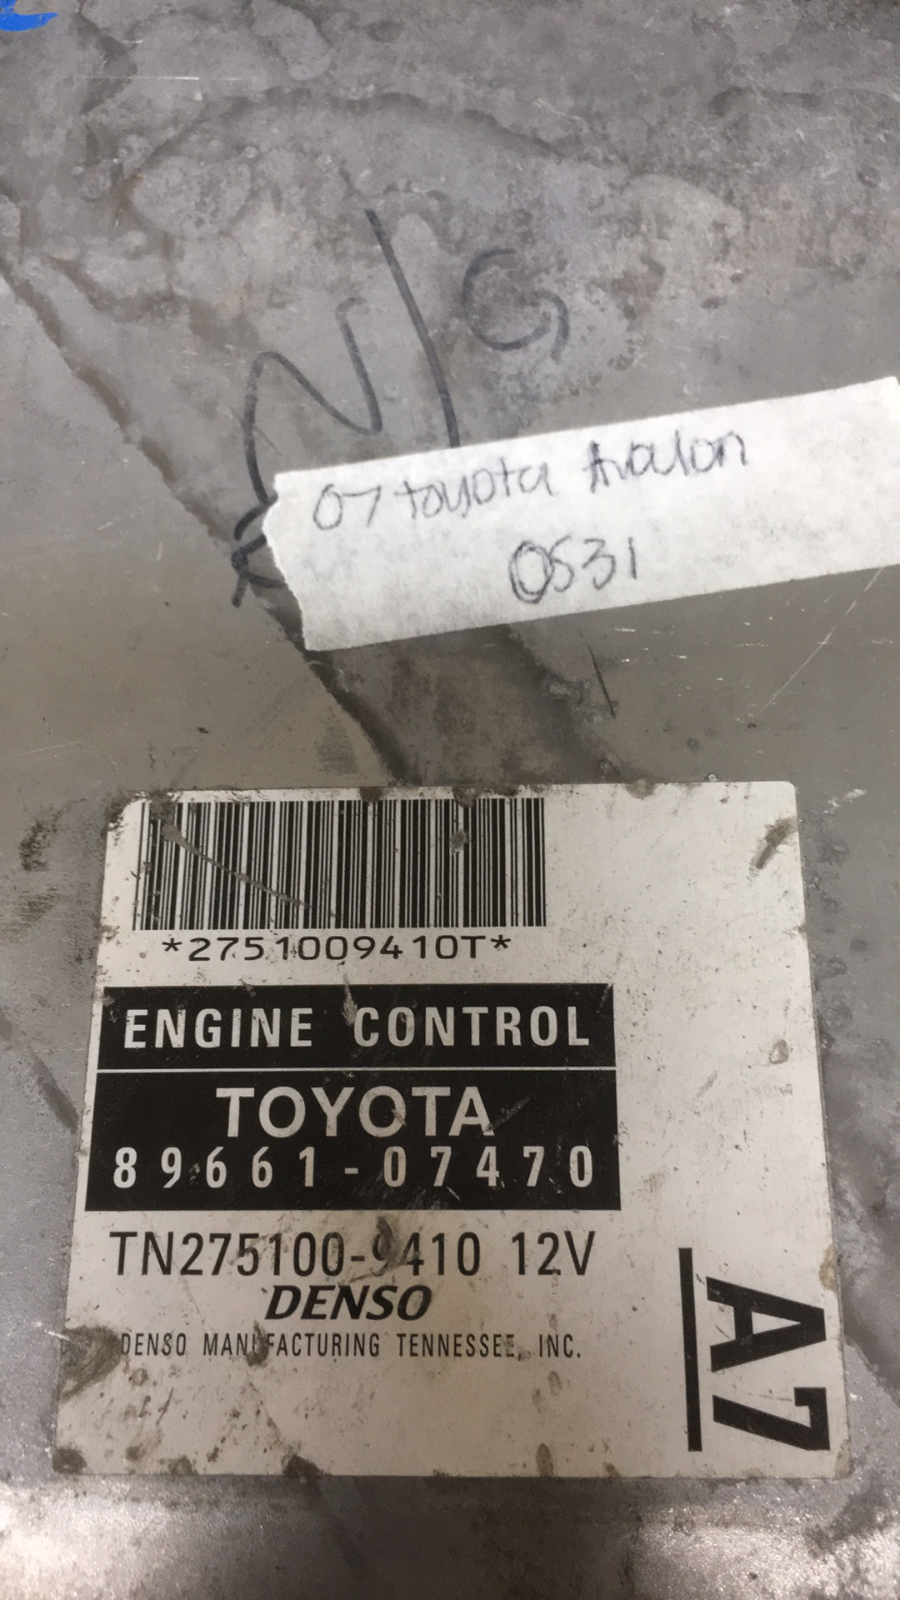 N/G
07 toyota Avalon
0531
*2751009410T*
ENGINE CONTROL
TOYOTA
89661-07470
TN275100-9410 12V
DENSO
DENSO MANUFACTURING TENNESSEE, INC.
A7